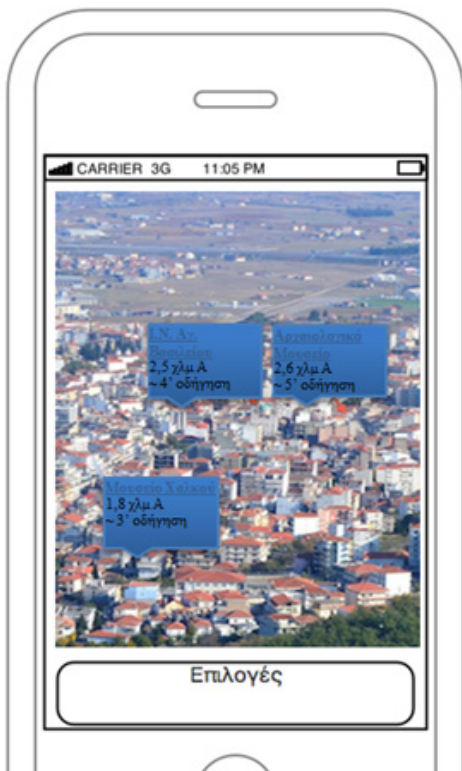 CARRIER 3G 11:05 PM
Ι.Ν. Αγ.
Βασιλείου
2,5 χλμ Α
~4' οδήγηση
Αρχαιολογικό
Μουσείο
2,6 χλμ Α
~5' οδήγηση
Μουσείο Χαλκού
1,8 χλμ Α
~3' οδήγηση
Επιλογές